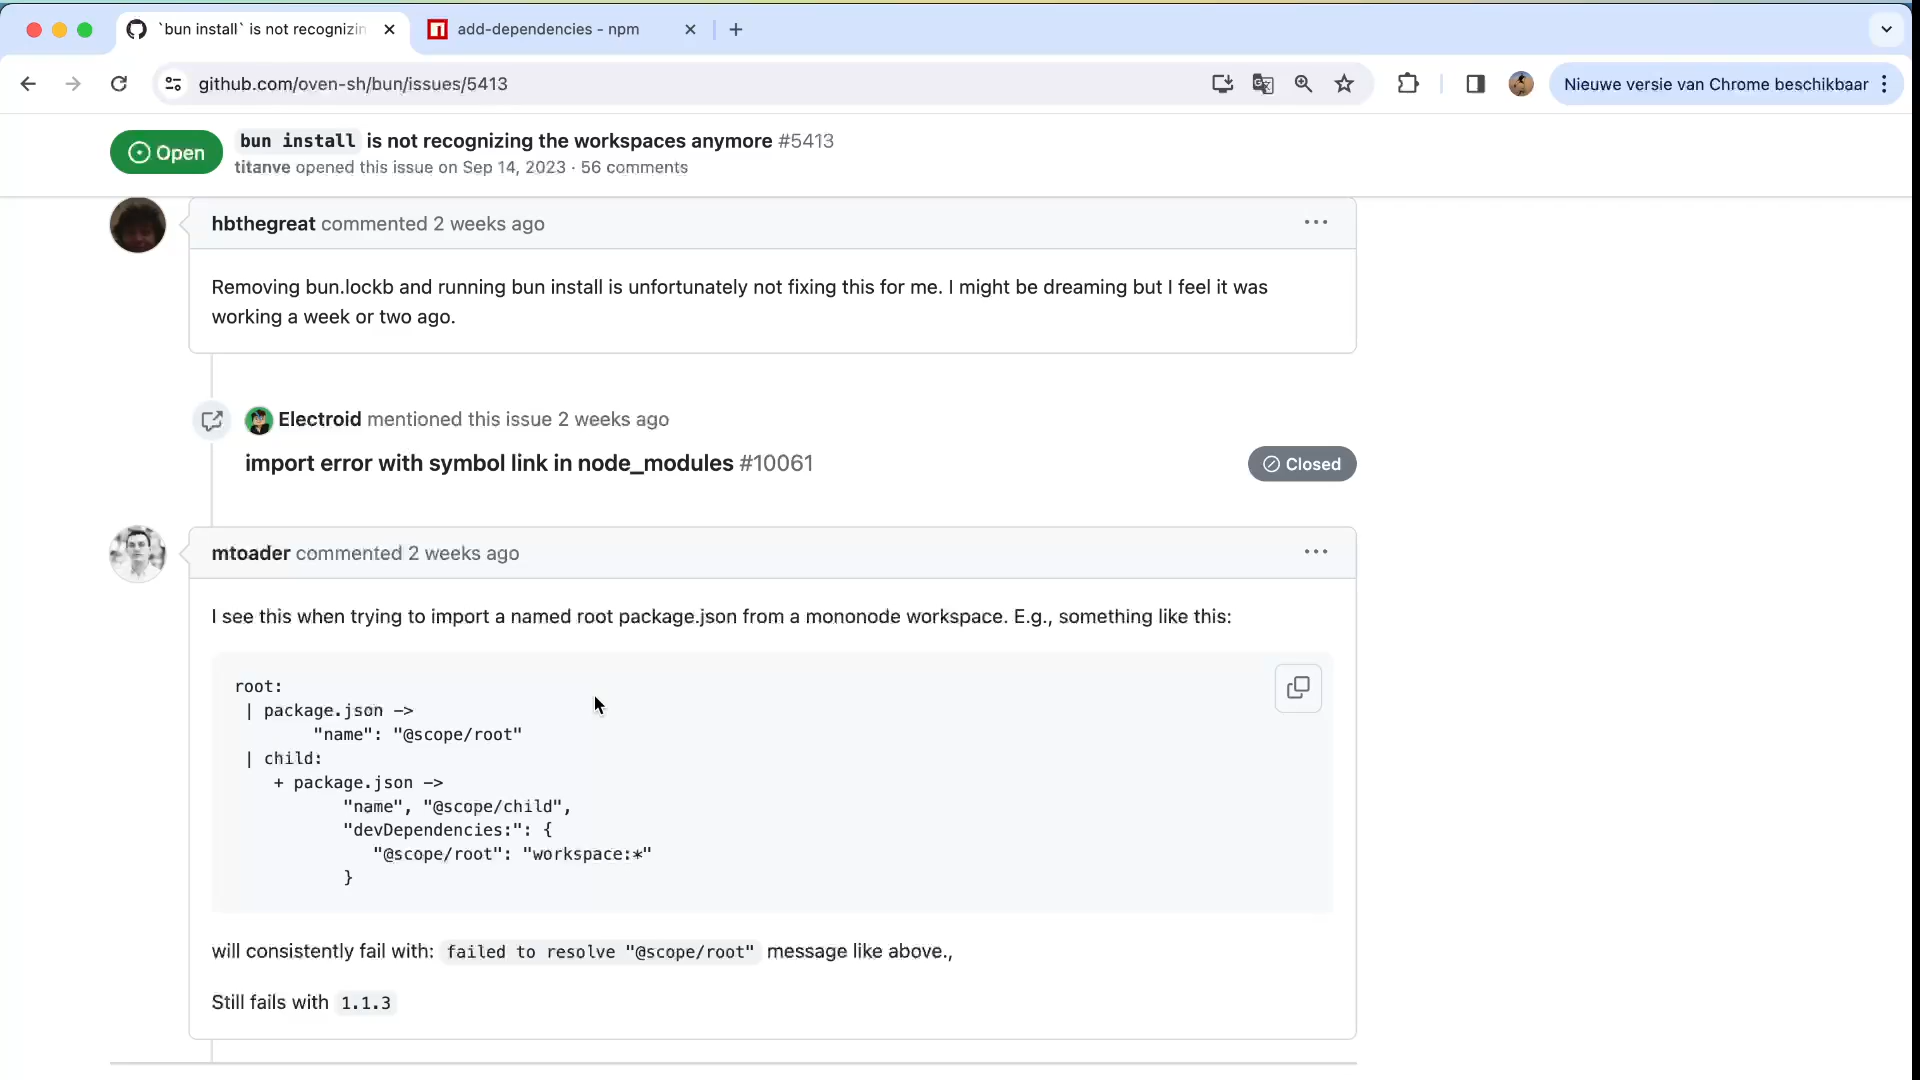 `bun install` is not recognizin
add-dependencies - npm
github.com/oven-sh/bun/issues/5413
Nieuwe versie van Chrome beschikbaar
Open
bun install is not recognizing the workspaces anymore #5413
titanve opened this issue on Sep 14, 2023 · 56 comments
hbthegreat commented 2 weeks ago
Removing bun.lockb and running bun install is unfortunately not fixing this for me. I might be dreaming but I feel it was
working a week or two ago.
Electroid mentioned this issue 2 weeks ago
import error with symbol link in node_modules #10061
Closed
mtoader commented 2 weeks ago
I see this when trying to import a named root package.json from a mononode workspace. E.g., something like this:
root:
| package.json ->
"name": "@scope/root"
| child:
+ package.json ->
"name", "@scope/child",
"devDependencies:": {
"@scope/root": "workspace:*"
}
will consistently fail with: failed to resolve "@scope/root" message like above.,
Still fails with 1.1.3